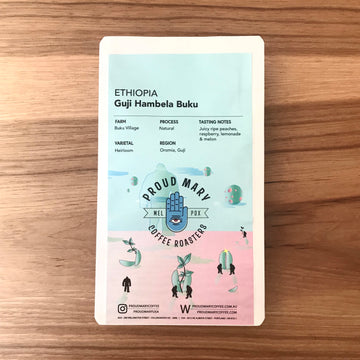 ETHIOPIA
Guji Hambela Buku
FARM
Buku Village
PROCESS
Natural
TASTING NOTES
Juicy ripe peaches,
raspberry, lemonade
& melon
VARIETAL
Heirloom
REGION
Oromia, Guji
PROUD MARY
MEL PDX
COFFEE ROASTERS
PROUDMARYCOFFEE
PROUDMARYUSA
W
PROUDMARYCOFFEE.COM.AU
PROUDMARYCOFFEE.COM